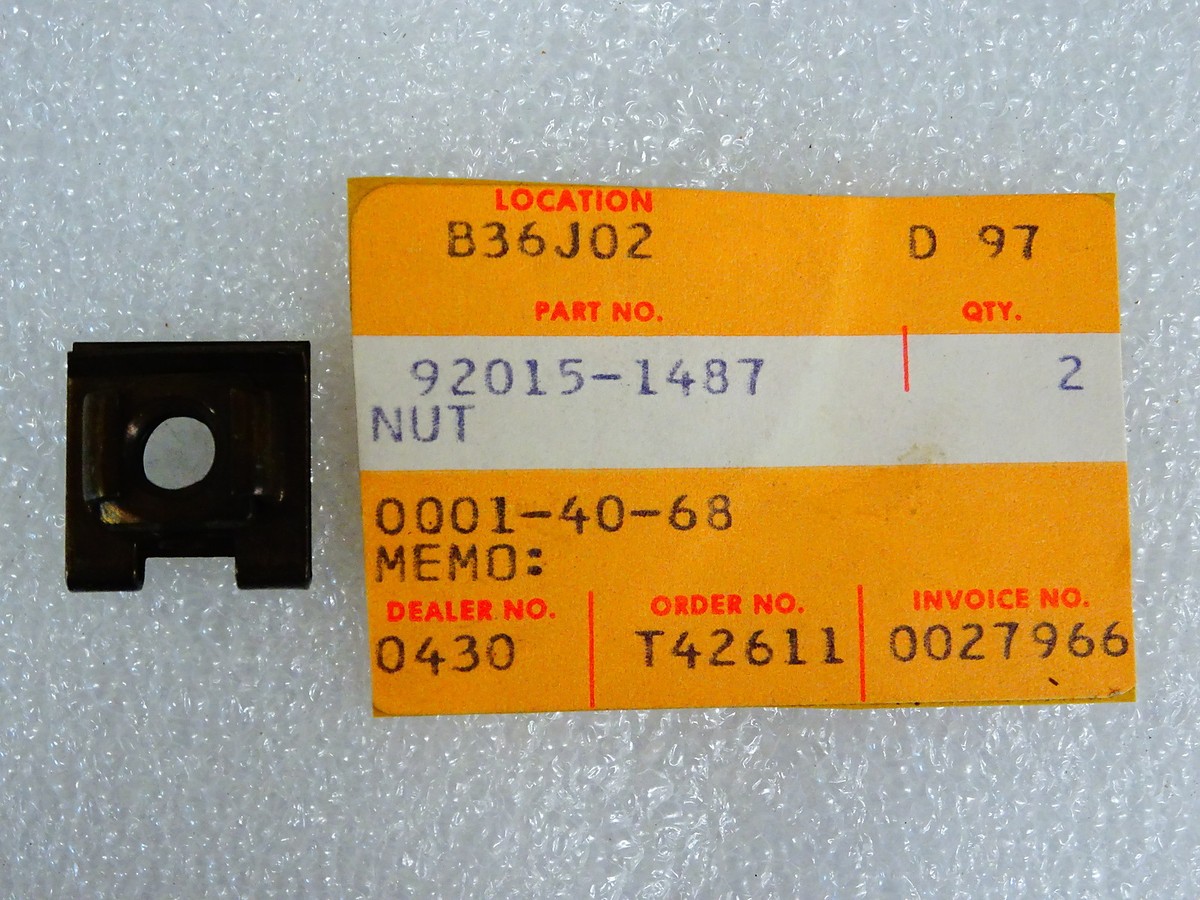 LOCATION
B36J02 D 97
PART NO. QTY.
92015-1487 2
NUT
0001-40-68
MEMO:
DEALER NO. ORDER NO. INVOICE NO.
0430 T42611 0027966